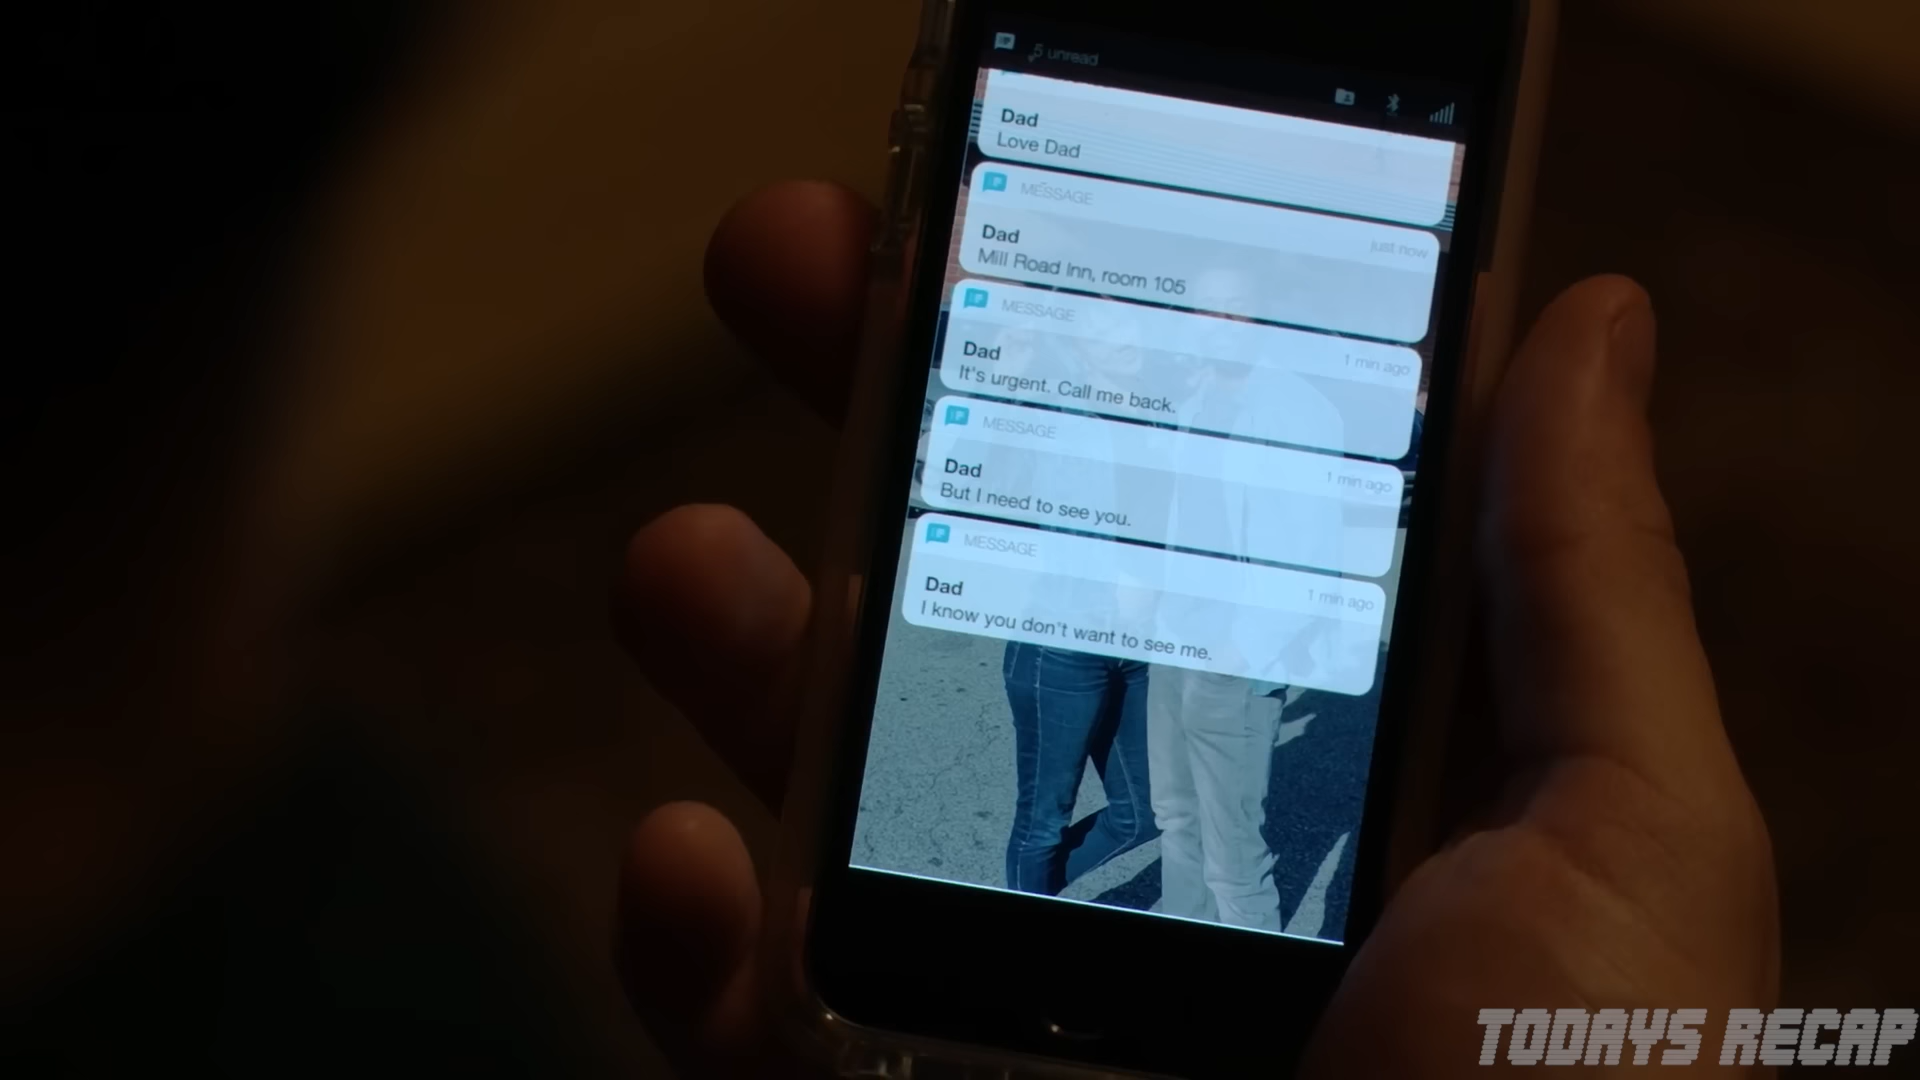 5 unread
Dad
Love Dad
MESSAGE
just now
Dad
Mill Road Inn, room 105
MESSAGE
1 min ago
Dad
It's urgent. Call me back.
MESSAGE
1 min ago
Dad
But I need to see you.
MESSAGE
1 min ago
Dad
I know you don't want to see me.
TODAYS RECAP